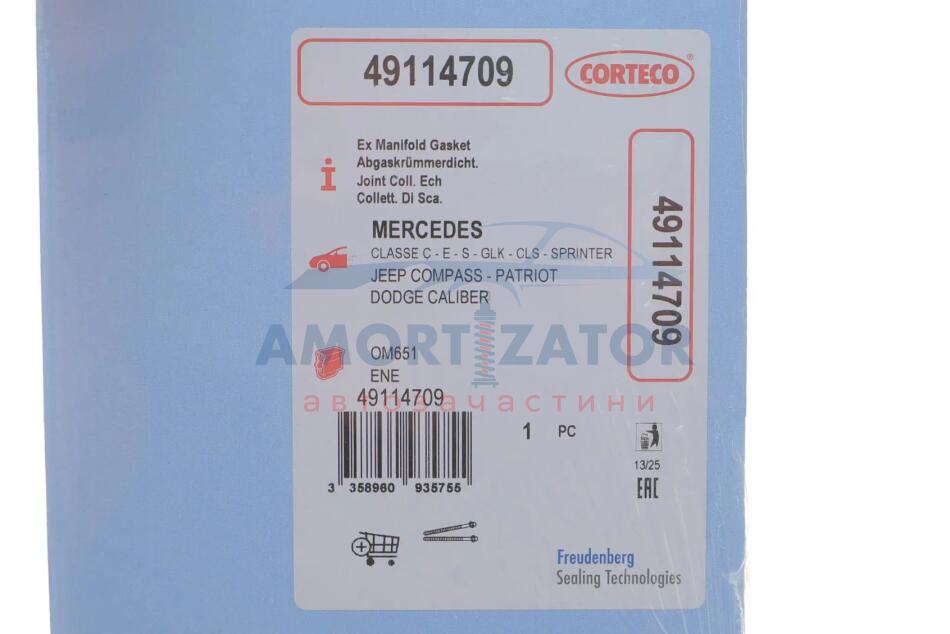 49114709
CORTECO®
Ex Manifold Gasket
Abgaskrümmerdicht.
Joint Coll. Ech
Collett. Di Sca.
49114709
MERCEDES
CLASSE C - E - S - GLK - CLS - SPRINTER
JEEP COMPASS - PATRIOT
DODGE CALIBER
AMORTIZATOR
автозачастини
OM651
ENE
49114709
1 PC
3 358960 935755
13/25
EAC
Freudenberg
Sealing Technologies